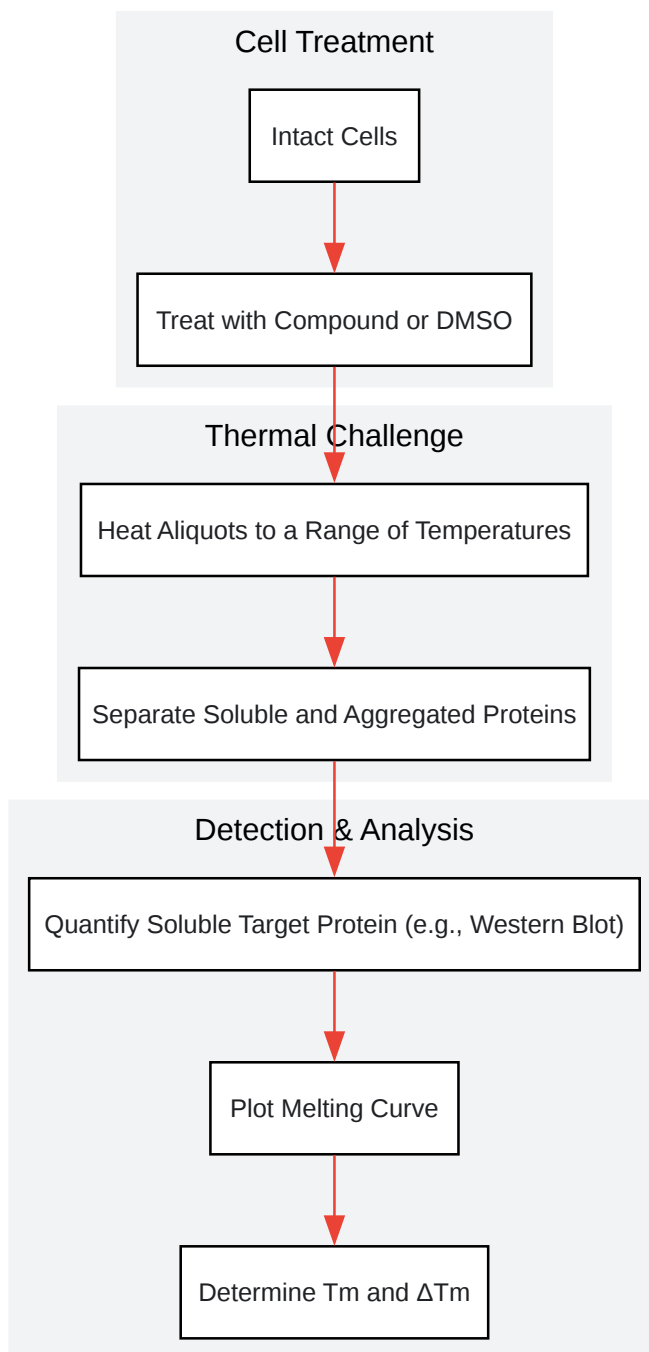 Cell Treatment
Intact Cells
Treat with Compound or DMSO
Thermal Challenge
Heat Aliquots to a Range of Temperatures
Separate Soluble and Aggregated Proteins
Detection & Analysis
Quantify Soluble Target Protein (e.g., Western Blot)
Plot Melting Curve
Determine Tm and ΔTm